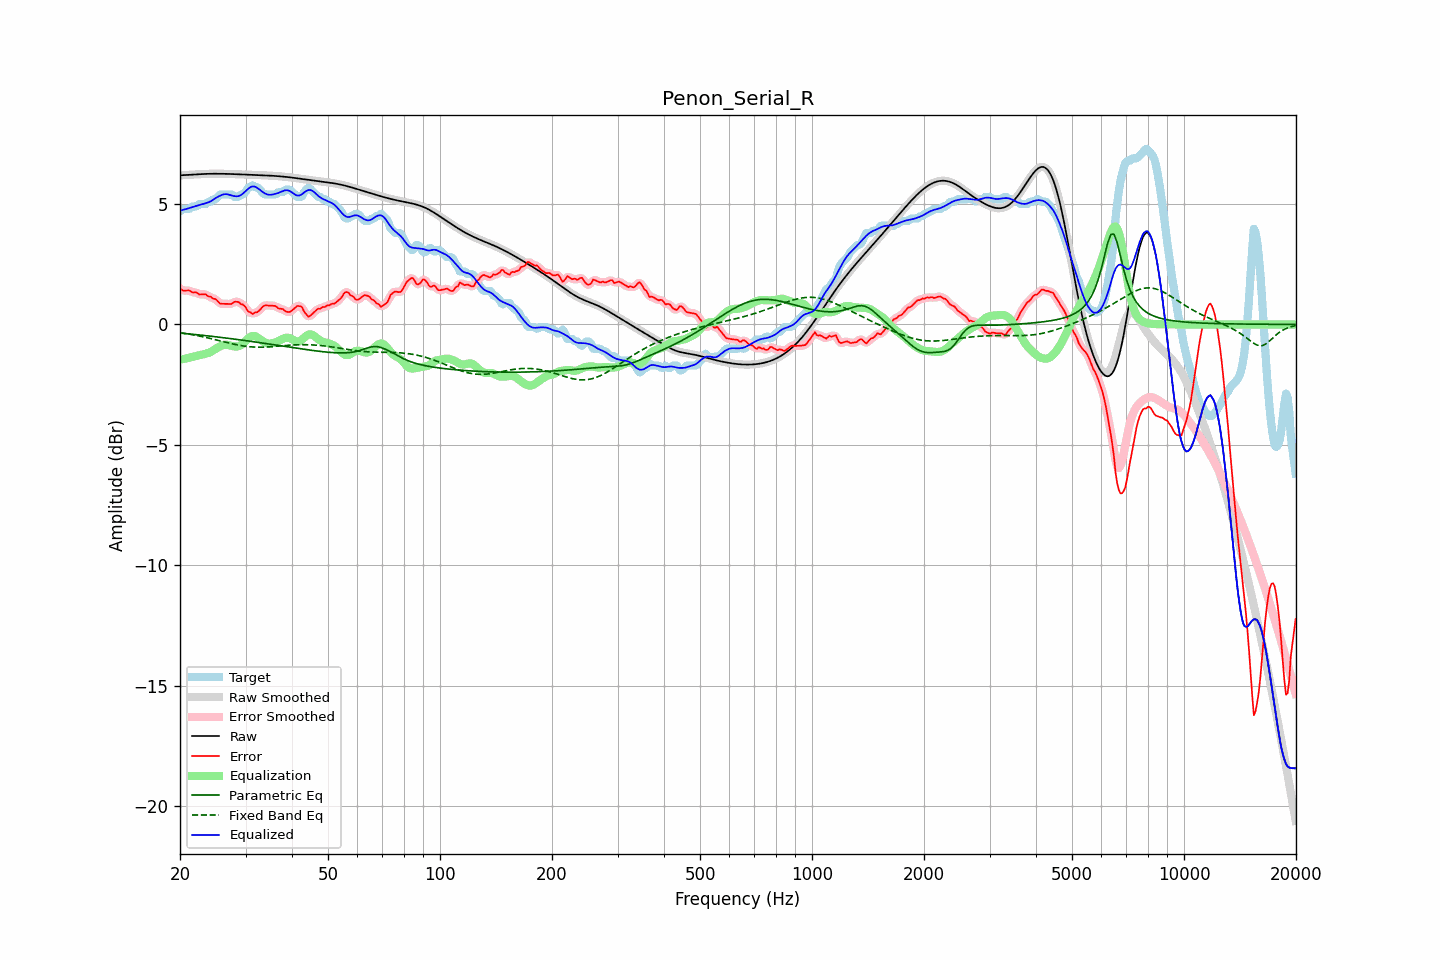 Penon_Serial_R
Amplitude (dBr)
5
0
−5
−10
−15
−20
Target
Raw Smoothed
Error Smoothed
Raw
Error
Equalization
Parametric Eq
Fixed Band Eq
Equalized
20 50 100 200 500 1000 2000 5000 10000 20000
Frequency (Hz)